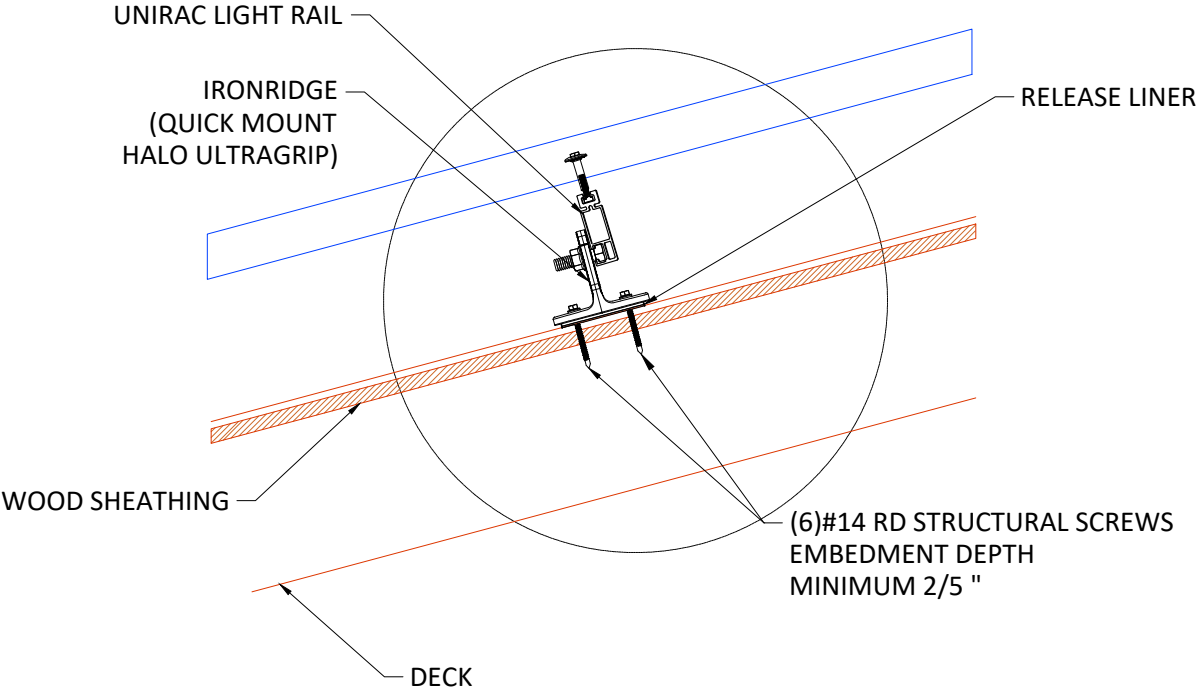 UNIRAC LIGHT RAIL
IRONRIDGE
(QUICK MOUNT
HALO ULTRAGRIP)
RELEASE LINER
WOOD SHEATHING
(6)#14 RD STRUCTURAL SCREWS
EMBEDMENT DEPTH
MINIMUM 2/5 "
DECK